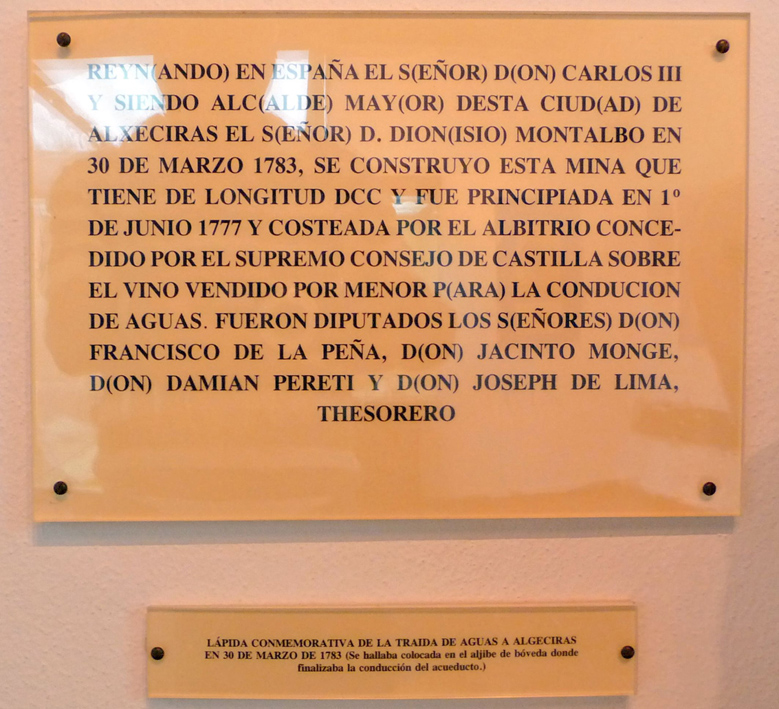 REYN(ANDO) EN ESPAÑA EL S(EÑOR) D(ON) CARLOS III
Y SIENDO ALC(ALDE) MAY(OR) DESTA CIUD(AD) DE
ALXECIRAS EL S(EÑOR) D. DION(ISIO) MONTALBO EN
30 DE MARZO 1783, SE CONSTRUYO ESTA MINA QUE
TIENE DE LONGITUD DCC Y FUE PRINCIPIADA EN 1º
DE JUNIO 1777 Y COSTEADA POR EL ALBITRIO CONCE-
DIDO POR EL SUPREMO CONSEJO DE CASTILLA SOBRE
EL VINO VENDIDO POR MENOR P(ARA) LA CONDUCION
DE AGUAS. FUERON DIPUTADOS LOS S(EÑORES) D(ON)
FRANCISCO DE LA PEÑA, D(ON) JACINTO MONGE,
D(ON) DAMIAN PERETI Y D(ON) JOSEPH DE LIMA,
THESORERO
LÁPIDA CONMEMORATIVA DE LA TRAIDA DE AGUAS A ALGECIRAS
EN 30 DE MARZO DE 1783 (Se hallaba colocada en el aljibe de bóveda donde
finalizaba la conducción del acueducto.)